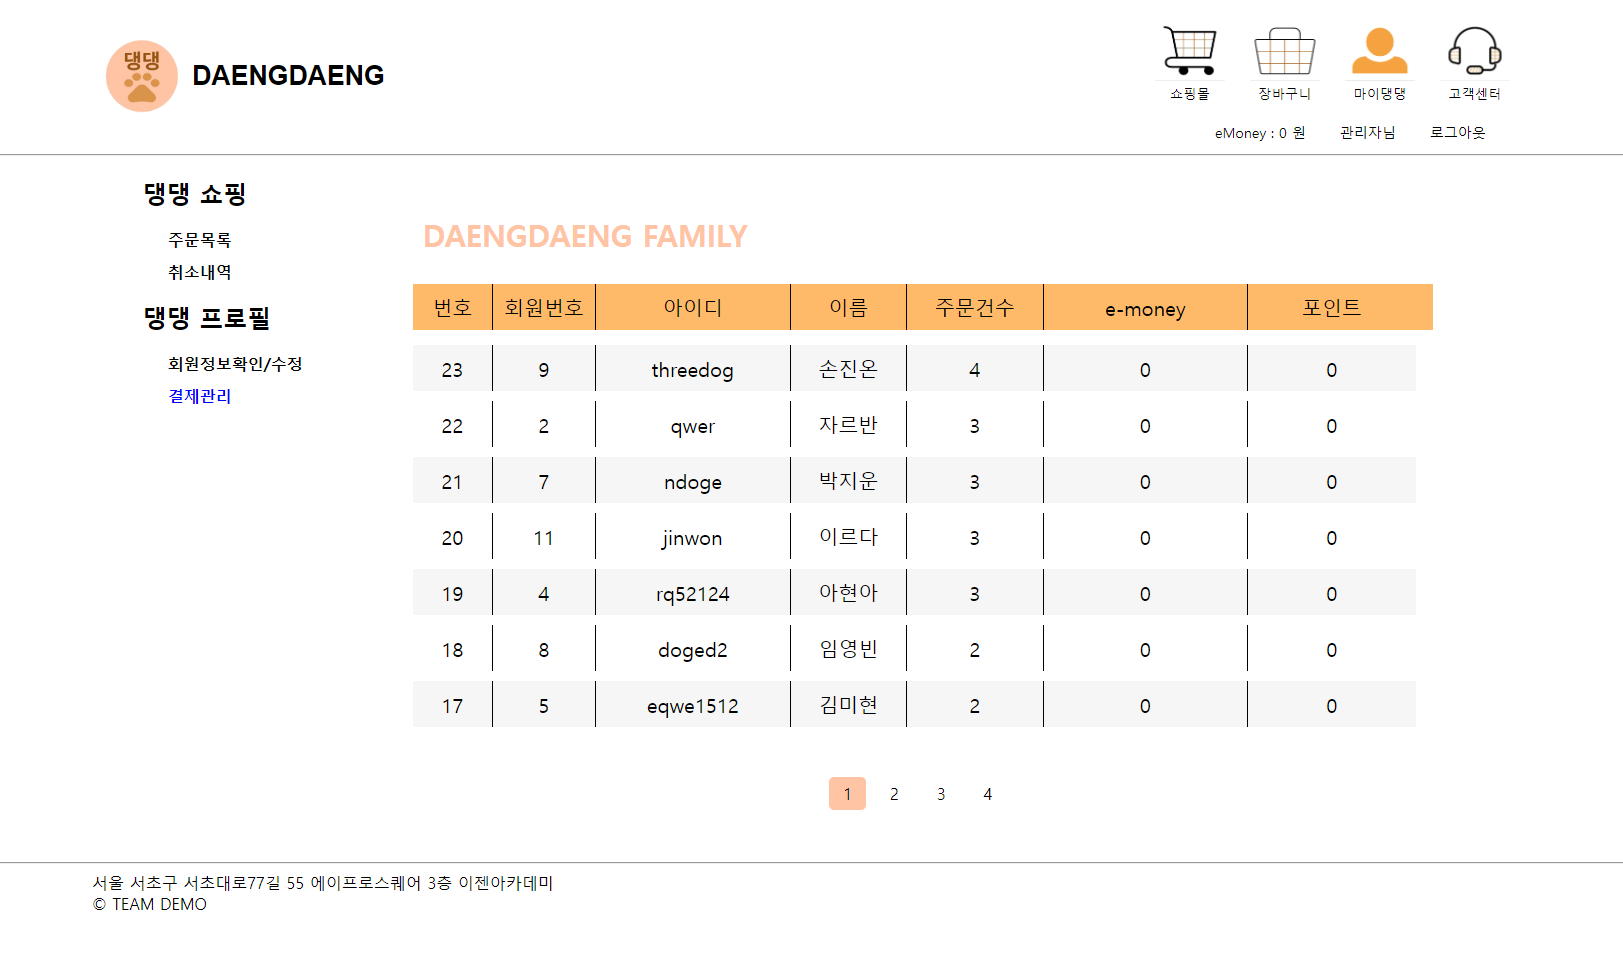 댕댕
DAENGDAENG
쇼핑몰 장바구니 마이댕댕 고객센터
eMoney : 0 원 관리자님 로그아웃
댕댕 쇼핑
주문목록
취소내역
댕댕 프로필
회원정보확인/수정
결제관리
DAENGDAENG FAMILY
번호 회원번호 아이디 이름 주문건수 e-money 포인트
23 9 threedog 손진온 4 0 0
22 2 qwer 자르반 3 0 0
21 7 ndoge 박지운 3 0 0
20 11 jinwon 이르다 3 0 0
19 4 rq52124 아현아 3 0 0
18 8 doged2 임영빈 2 0 0
17 5 eqwe1512 김미현 2 0 0
1 2 3 4
서울 서초구 서초대로77길 55 에이프로스퀘어 3층 이젠아카데미
© TEAM DEMO